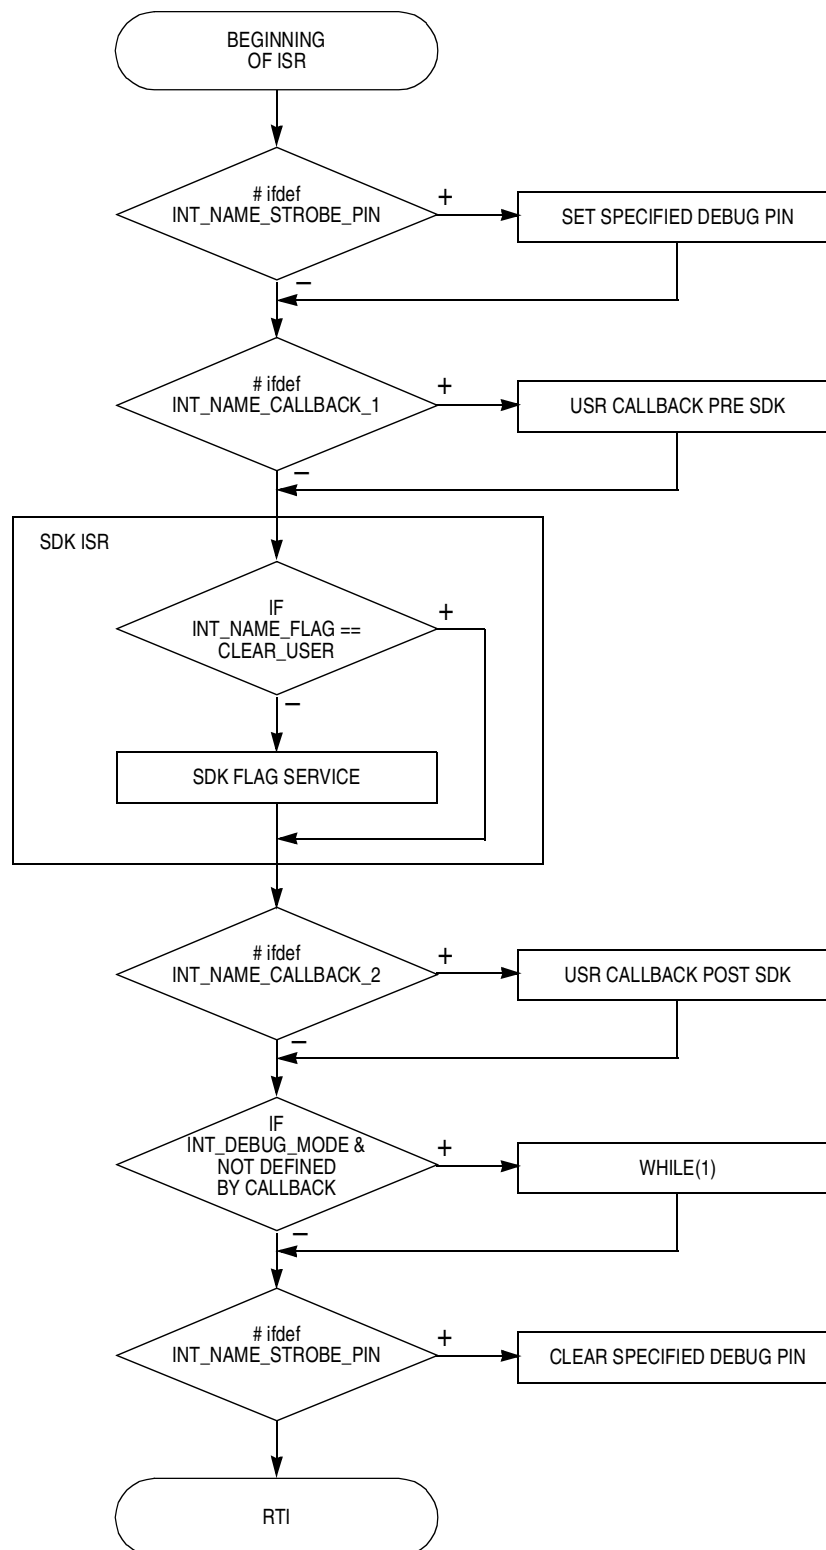 BEGINNING
OF ISR
# ifdef
INT_NAME_STROBE_PIN
+
SET SPECIFIED DEBUG PIN
–
# ifdef
INT_NAME_CALLBACK_1
+
USR CALLBACK PRE SDK
–
SDK ISR
IF
INT_NAME_FLAG ==
CLEAR_USER
+
–
SDK FLAG SERVICE
# ifdef
INT_NAME_CALLBACK_2
+
USR CALLBACK POST SDK
–
IF
INT_DEBUG_MODE &
NOT DEFINED
BY CALLBACK
+
WHILE(1)
–
# ifdef
INT_NAME_STROBE_PIN
+
CLEAR SPECIFIED DEBUG PIN
RTI